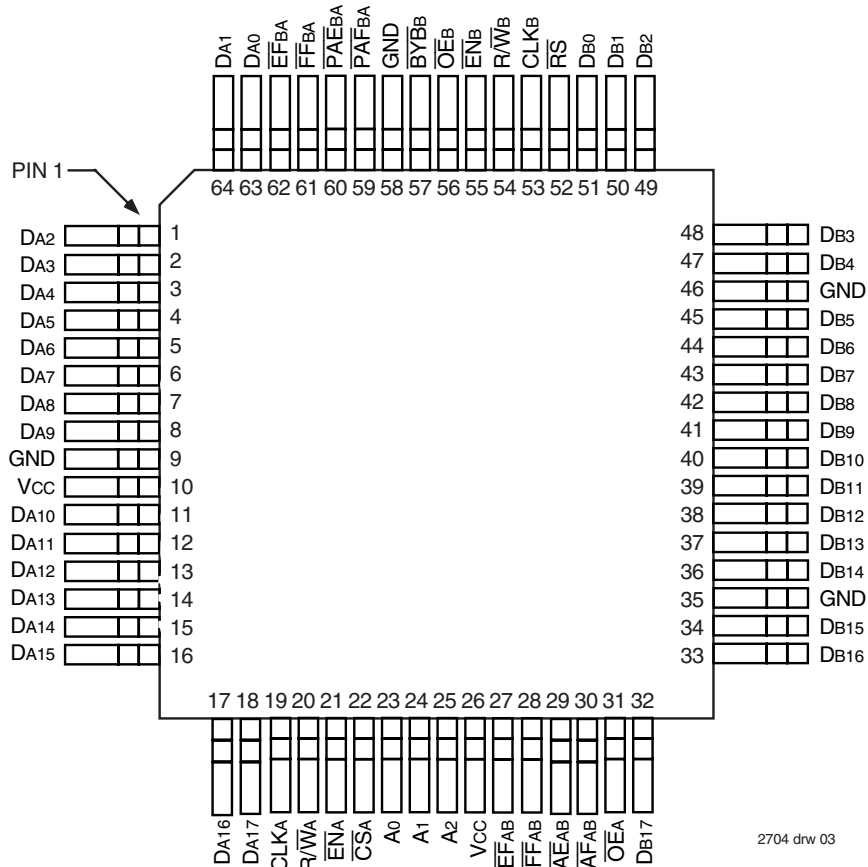 DA1 DA0 EFBA FFBA PAEBA PAFBA GND BYBB OEB ENB R/WB CLKB RS DB0 DB1 DB2
PIN 1
64 63 62 61 60 59 58 57 56 55 54 53 52 51 50 49
DA2 1 48 DB3
DA3 2 47 DB4
DA4 3 46 GND
DA5 4 45 DB5
DA6 5 44 DB6
DA7 6 43 DB7
DA8 7 42 DB8
DA9 8 41 DB9
GND 9 40 DB10
VCC 10 39 DB11
DA10 11 38 DB12
DA11 12 37 DB13
DA12 13 36 DB14
DA13 14 35 GND
DA14 15 34 DB15
DA15 16 33 DB16
17 18 19 20 21 22 23 24 25 26 27 28 29 30 31 32
DA16 DA17 CLKA R/WA ENA CSA A0 A1 A2 VCC EFAB FFAB AEAB AFAB OEA DB17
2704 drw 03